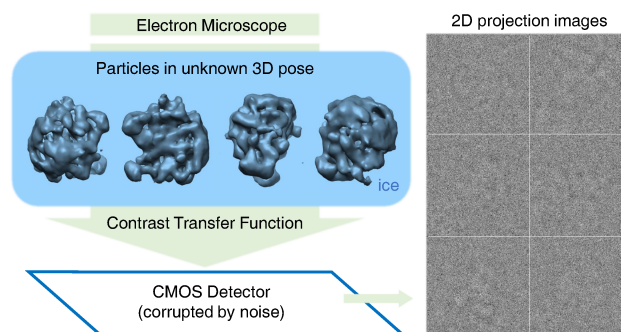 Electron Microscope
Particles in unknown 3D pose
ice
Contrast Transfer Function
CMOS Detector
(corrupted by noise)
2D projection images